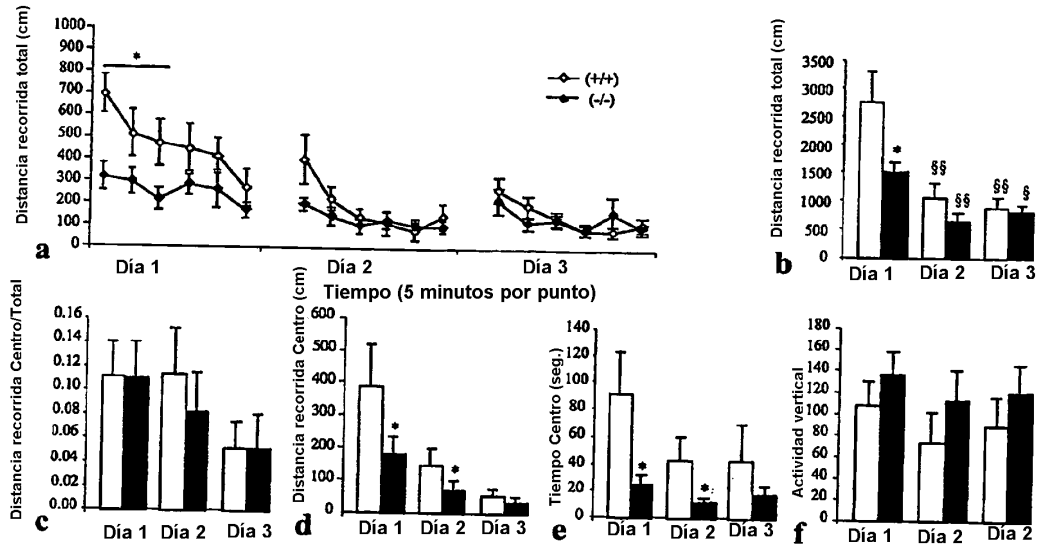 Distancia recorrida total (cm)
1000
900
800
700
600
500
400
300
200
100
0
*
(+/+)
(-/-)
a
Día 1
Día 2
Día 3
Tiempo (5 minutos por punto)
Distancia recorrida total (cm)
3500
3000
2500
2000
1500
1000
500
0
*
§§
§§
§§
§
b
Día 1
Día 2
Día 3
Distancia recorrida Centro/Total
0.16
0.14
0.12
0.10
0.08
0.06
0.04
0.02
0.00
c
Día 1
Día 2
Día 3
Distancia recorrida Centro (cm)
600
500
400
300
200
100
0
*
*
d
Día 1
Día 2
Día 3
Tiempo Centro (seg.)
140
120
100
80
60
40
20
0
*
*
e
Día 1
Día 2
Día 3
Actividad vertical
180
160
140
120
100
80
60
40
20
0
f
Día 1
Día 2
Día 2